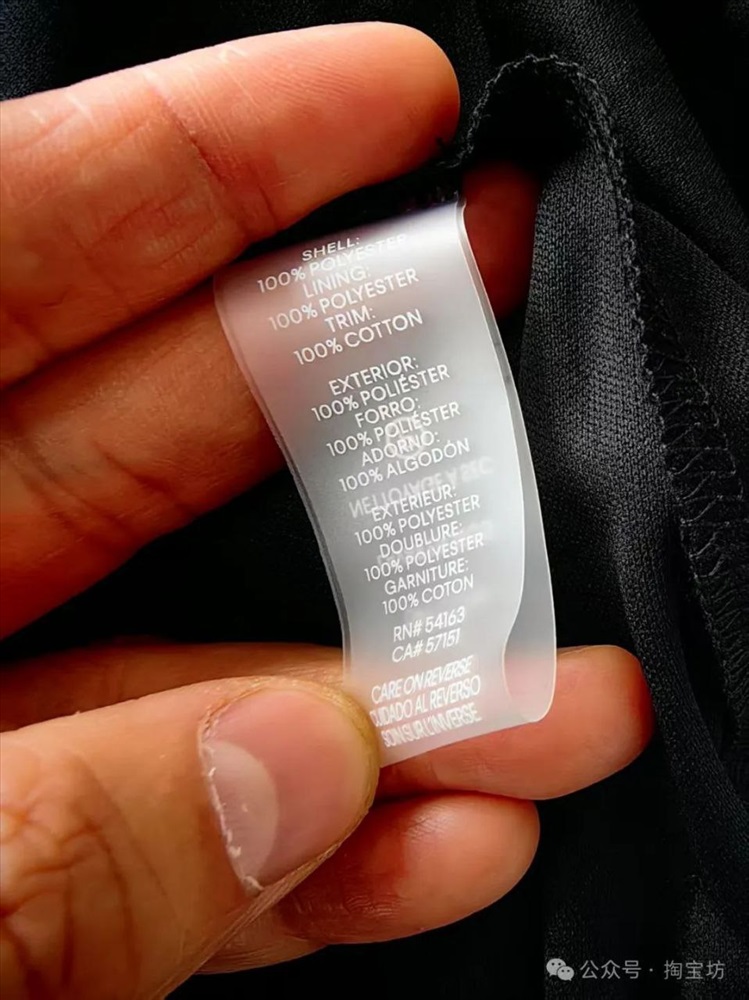 SHELL:
100% POLYESTER
LINING:
100% POLYESTER
TRIM:
100% COTTON
EXTERIOR:
100% POLIÉSTER
FORRO:
100% POLIÉSTER
ADORNO:
100% ALGODÓN
EXTÉRIEUR:
100% POLYESTER
DOUBLURE:
100% POLYESTER
GARNITURE:
100% COTON
RN# 54163
CA# 57151
CARE ON REVERSE
CUIDADO AL REVERSO
SOIN SUR L'INVERSE
公众号 · 掏宝坊